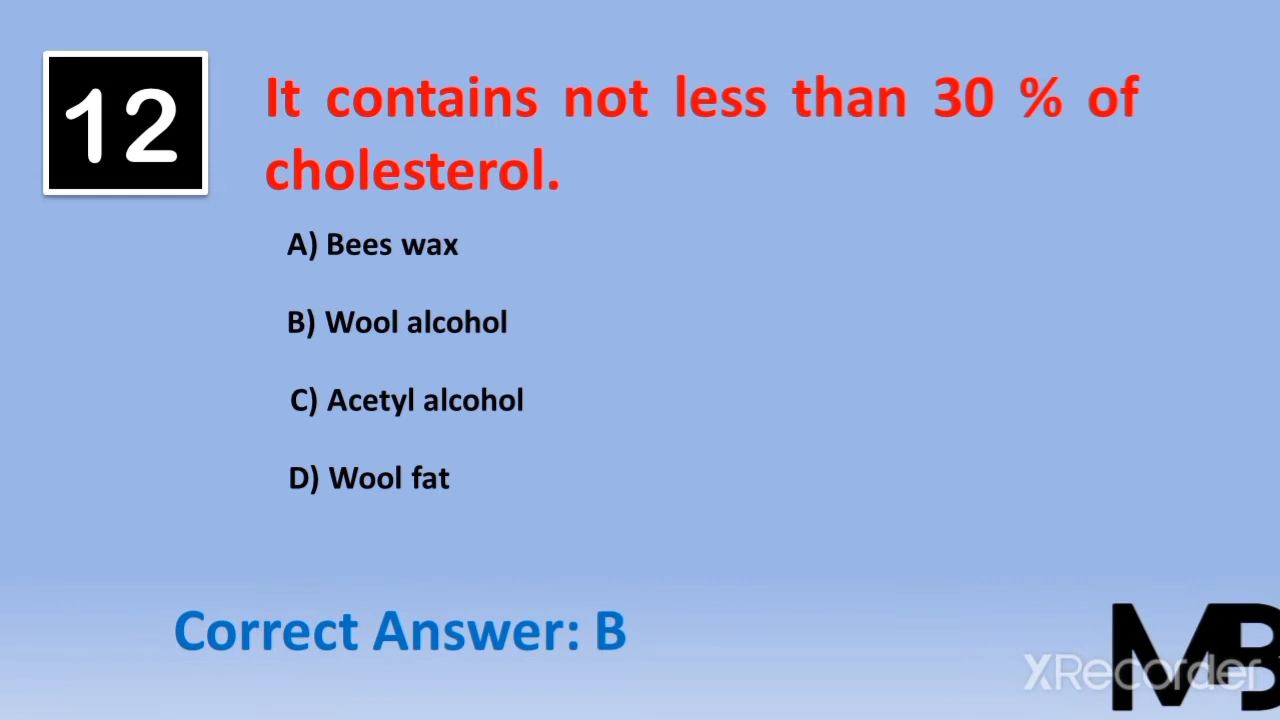 12
It contains not less than 30 % of
cholesterol.
A) Bees wax
B) Wool alcohol
C) Acetyl alcohol
D) Wool fat
Correct Answer: B
MB
XRecorder